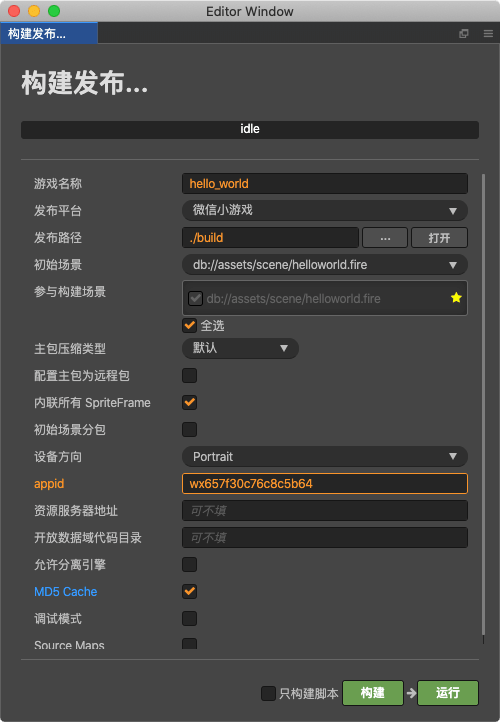 Editor Window
构建发布...
构建发布...
idle
游戏名称 hello_world
发布平台 微信小游戏
发布路径 ./build ... 打开
初始场景 db://assets/scene/helloworld.fire
参与构建场景 db://assets/scene/helloworld.fire
全选
主包压缩类型 默认
配置主包为远程包
内联所有 SpriteFrame
初始场景分包
设备方向 Portrait
appid wx657f30c76c8c5b64
资源服务器地址 可不填
开放数据域代码目录 可不填
允许分离引擎
MD5 Cache
调试模式
Source Maps
只构建脚本 构建 运行